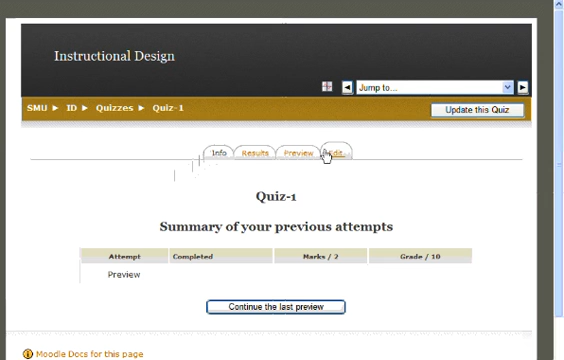 Instructional Design
Jump to...
SMU ► ID ► Quizzes ► Quiz-1
Update this Quiz
Info Results Preview Edit
Quiz-1
Summary of your previous attempts
Attempt Completed Marks / 2 Grade / 10
Preview
Continue the last preview
Moodle Docs for this page